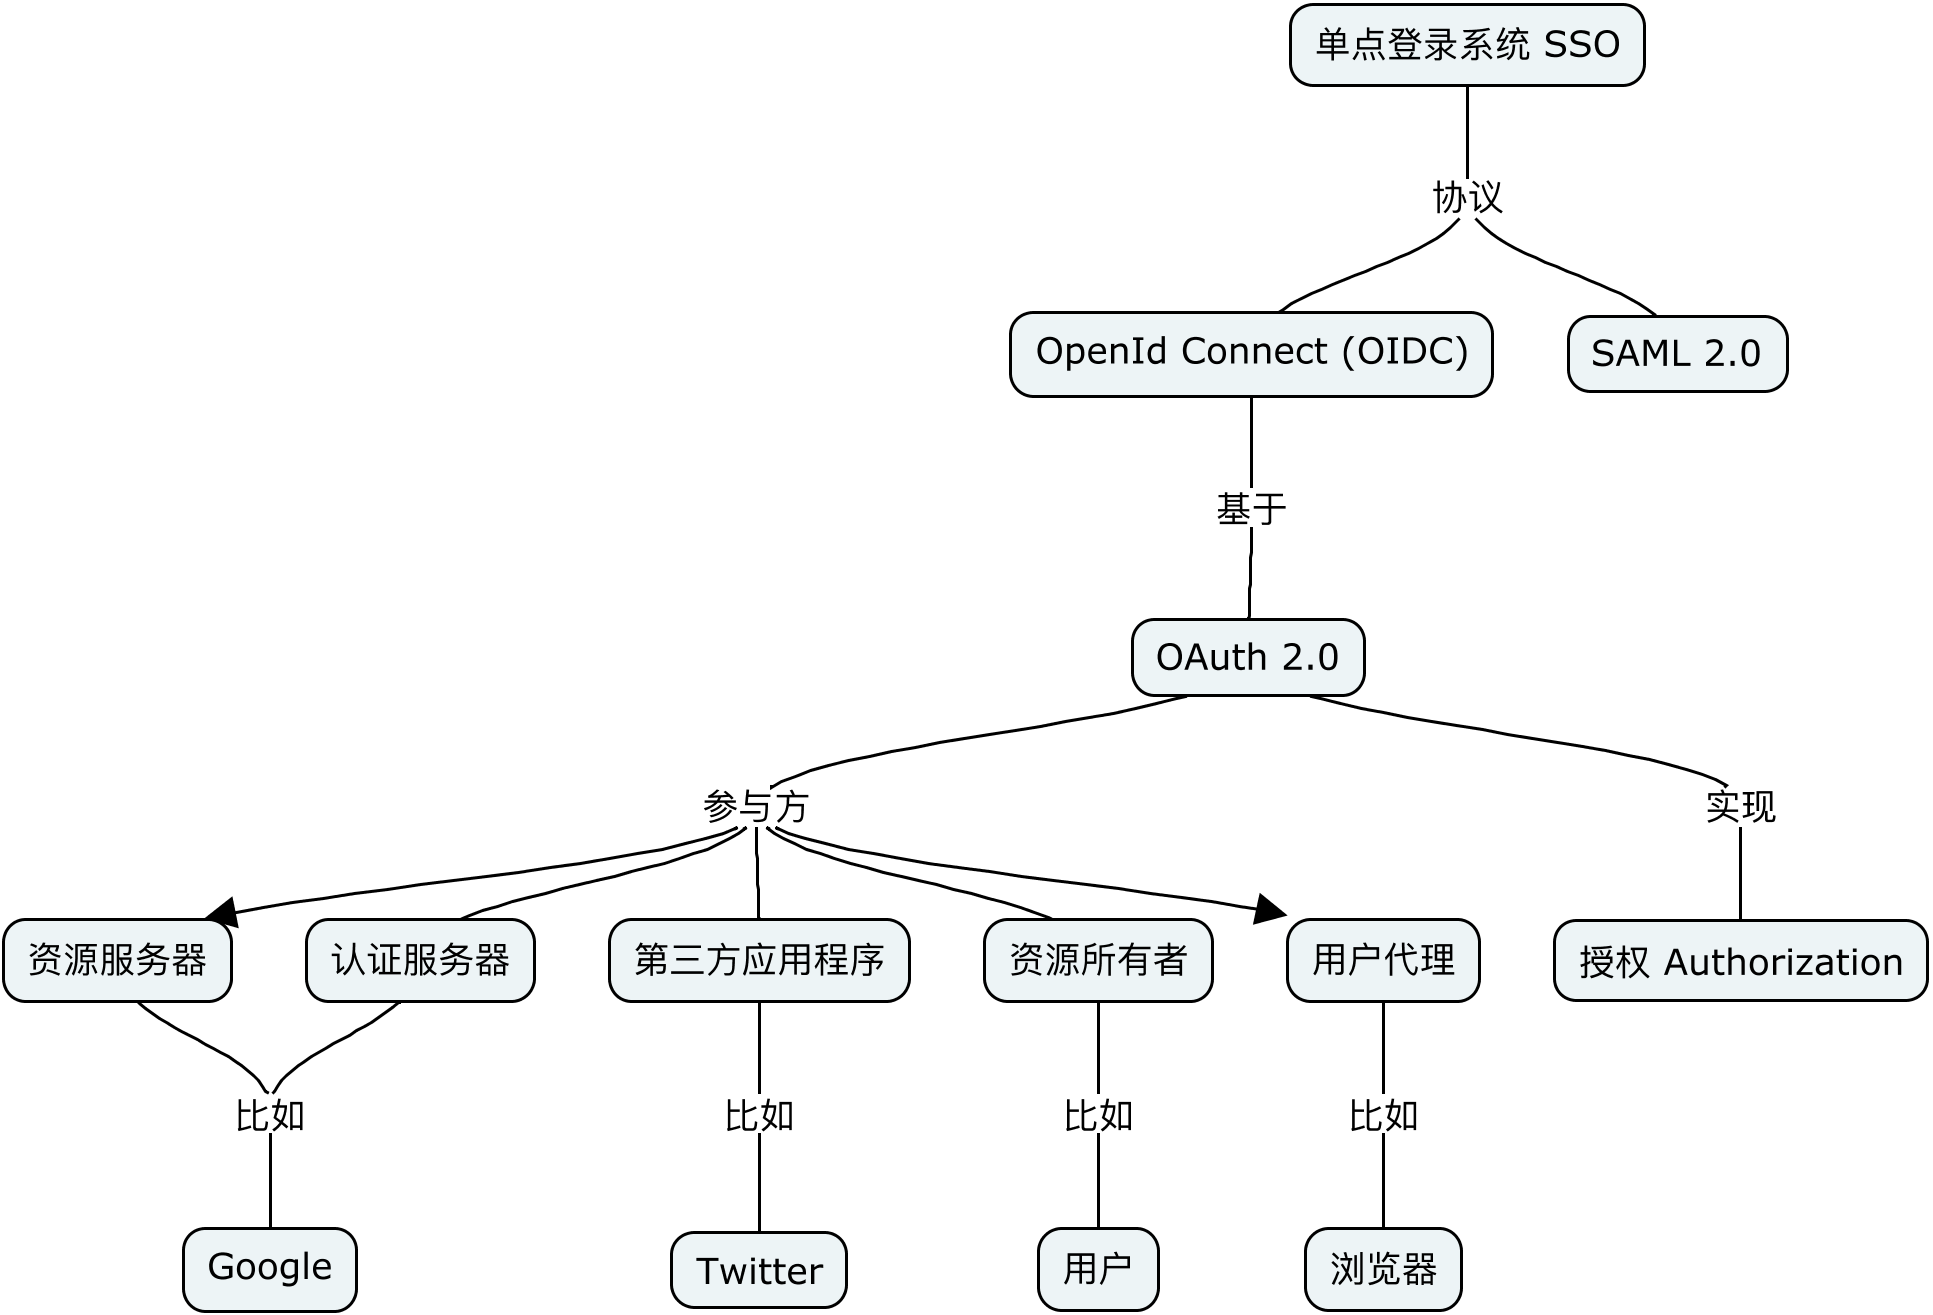 单点登录系统 SSO
协议
OpenId Connect (OIDC)
SAML 2.0
基于
OAuth 2.0
参与方
实现
资源服务器
认证服务器
第三方应用程序
资源所有者
用户代理
授权 Authorization
比如
比如
比如
比如
Google
Twitter
用户
浏览器